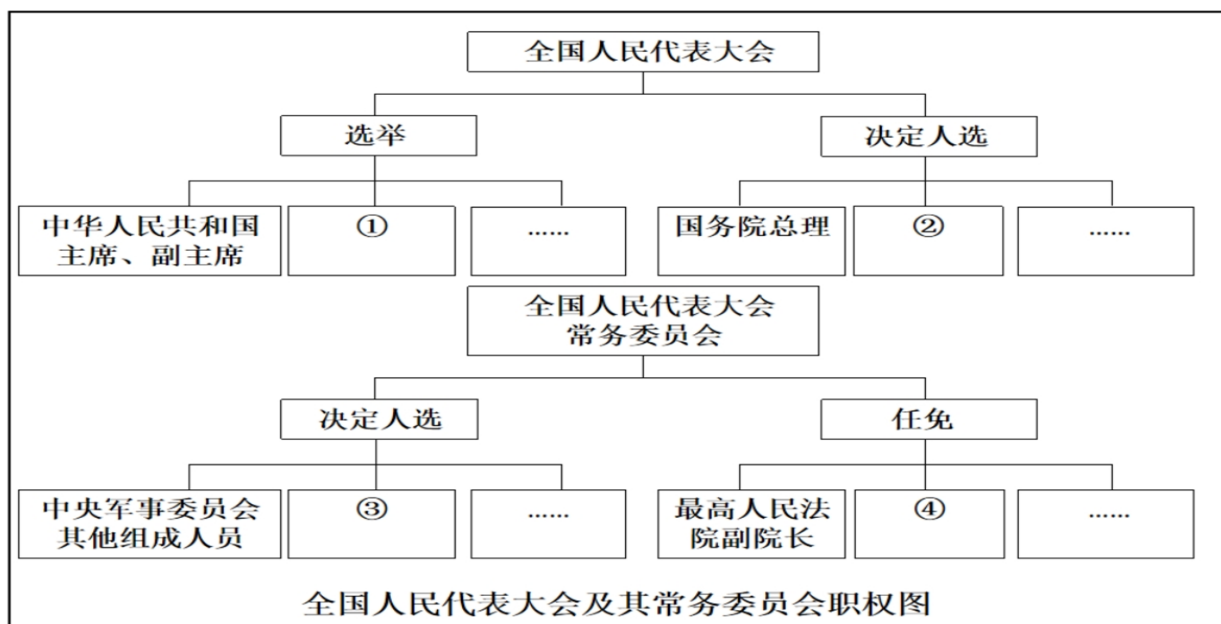 全国人民代表大会
选举
决定人选
中华人民共和国
主席、副主席
①
……
国务院总理
②
……
全国人民代表大会
常务委员会
决定人选
任免
中央军事委员会
其他组成人员
③
……
最高人民法
院副院长
④
……
全国人民代表大会及其常务委员会职权图